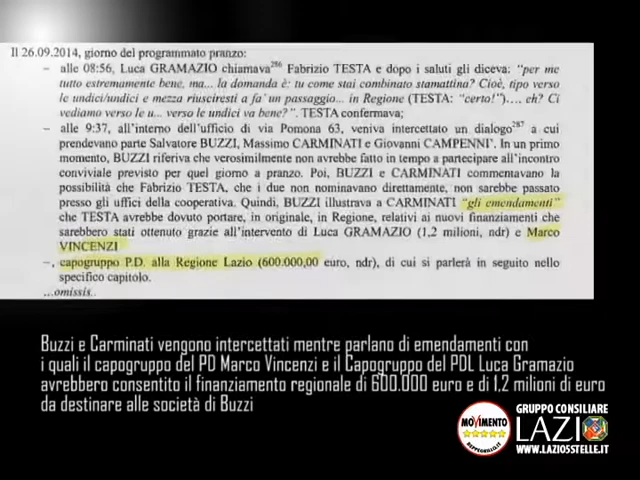 Il 26.09.2014, giorno del programmato pranzo:
– alle 08:56, Luca GRAMAZIO chiamava286 Fabrizio TESTA e dopo i saluti gli diceva: “per me
tutto estremamente bene, ma... la domanda è: tu come stai combinato stamattina? Cioè, tipo verso
le undici/undici e mezza riusciresti a fa' un passaggio... in Regione (TESTA: “certo!”)…. eh? Ci
vediamo verso le u... verso le undici va bene?”. TESTA confermava;
– alle 9:37, all'interno dell'ufficio di via Pomona 63, veniva intercettato un dialogo287 a cui
prendevano parte Salvatore BUZZI, Massimo CARMINATI e Giovanni CAMPENNI'. In un primo
momento, BUZZI riferiva che verosimilmente non avrebbe fatto in tempo a partecipare all'incontro
conviviale previsto per quel giorno a pranzo. Poi, BUZZI e CARMINATI commentavano la
possibilità che Fabrizio TESTA, che i due non nominavano direttamente, non sarebbe passato
presso gli uffici della cooperativa. Quindi, BUZZI illustrava a CARMINATI “gli emendamenti”
che TESTA avrebbe dovuto portare, in originale, in Regione, relativi ai nuovi finanziamenti che
sarebbero stati ottenuto grazie all'intervento di Luca GRAMAZIO (1,2 milioni, ndr) e Marco
VINCENZI
–, capogruppo P.D. alla Regione Lazio (600.000,00 euro, ndr), di cui si parlerà in seguito nello
specifico capitolo.
...omissis..
Buzzi e Carminati vengono intercettati mentre parlano di emendamenti con
i quali il capogruppo del PD Marco Vincenzi e il Capogruppo del PDL Luca Gramazio
avrebbero consentito il finanziamento regionale di 600.000 euro e di 1,2 milioni di euro
da destinare alle società di Buzzi
MOVIMENTO
BEPPEGRILLO.IT
GRUPPO CONSILIARE
LAZIO
WWW.LAZIO5STELLE.IT